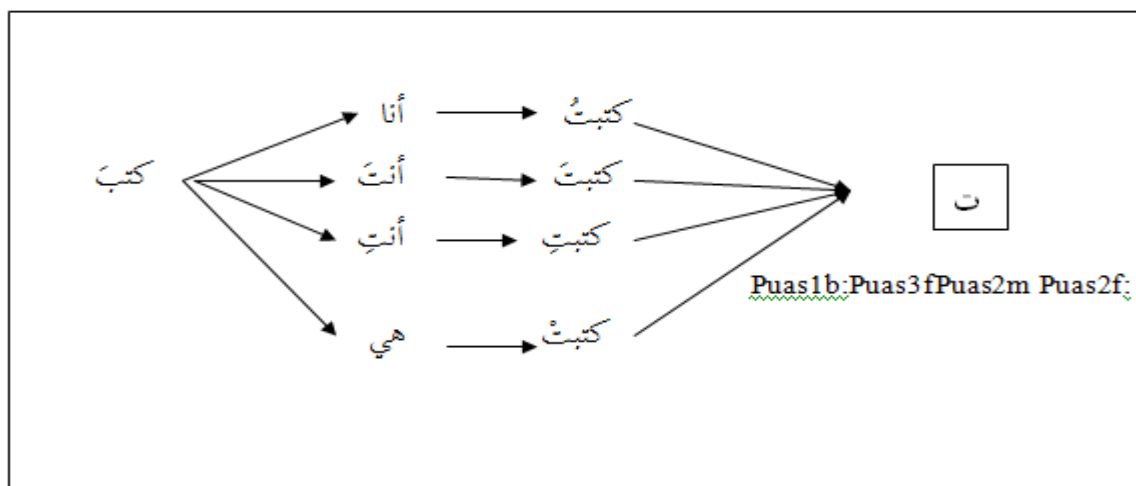 أنا كتبتُ
كتبَ أنتَ كتبتَ ت
أنتِ كتبتِ
Puas1b:Puas3fPuas2m Puas2f:
هي كتبتْ